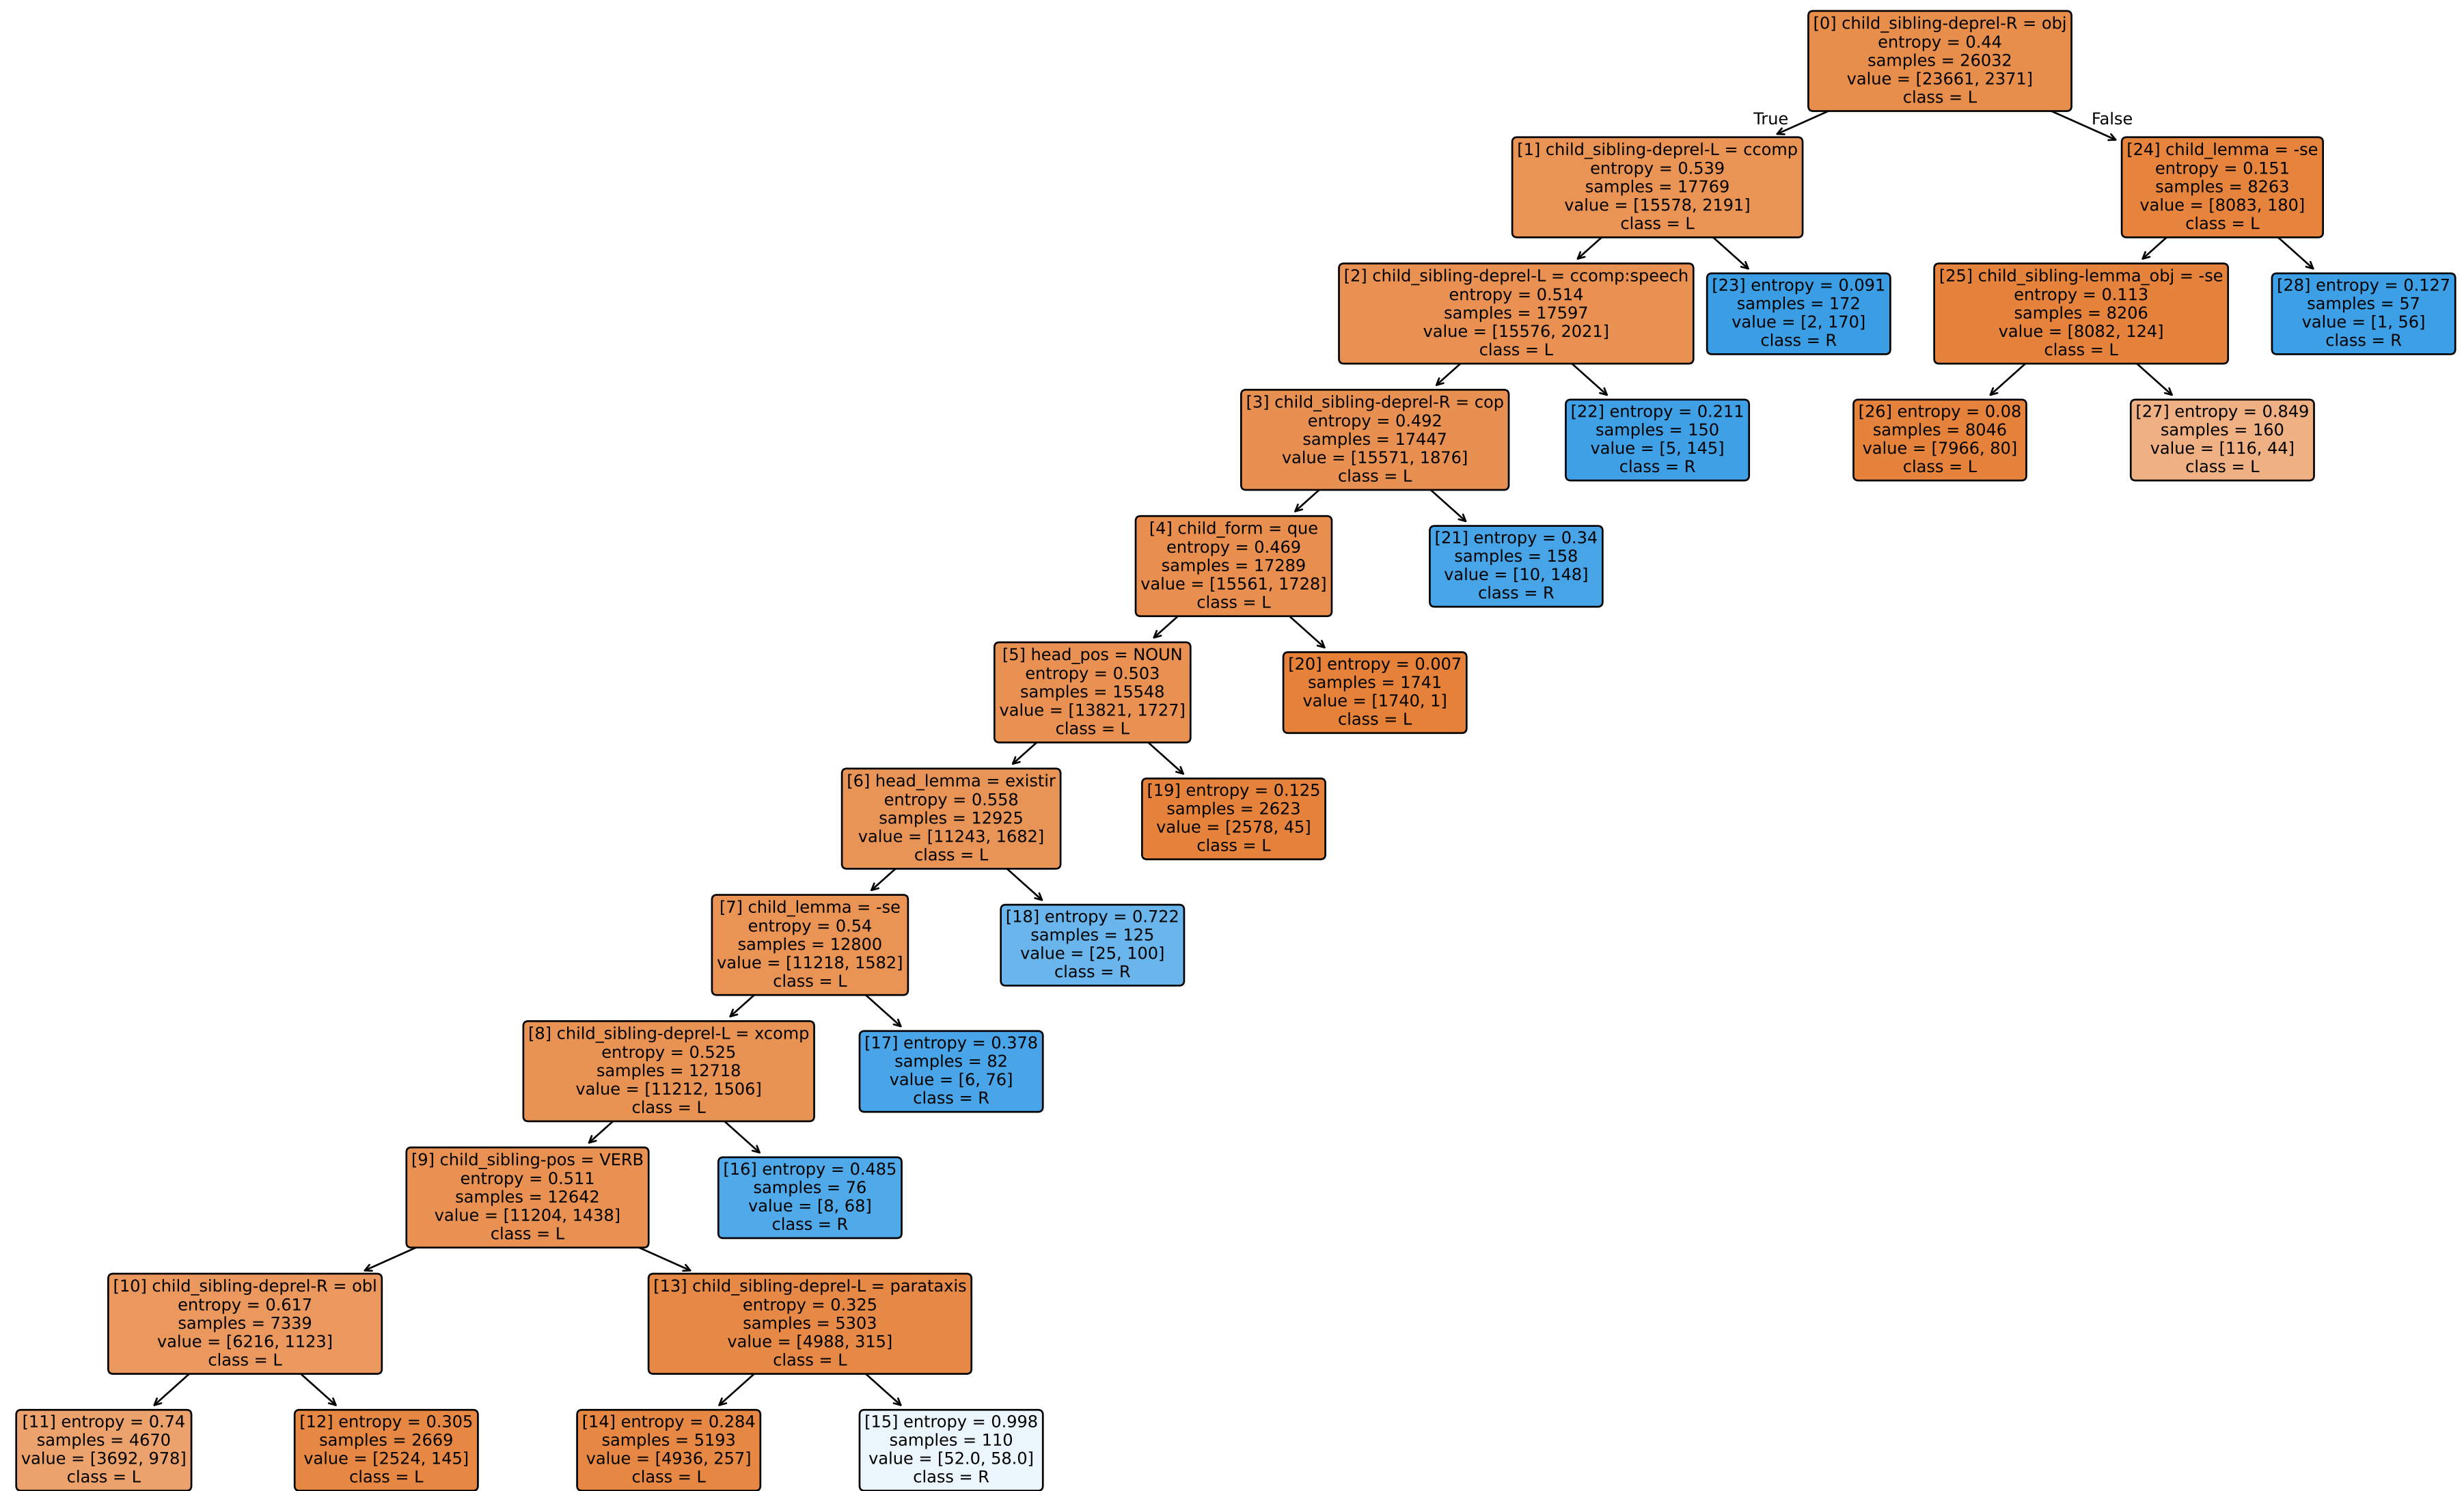 [0] child_sibling-deprel-R = obj
entropy = 0.44
samples = 26032
value = [23661, 2371]
class = L
True
False
[1] child_sibling-deprel-L = ccomp
entropy = 0.539
samples = 17769
value = [15578, 2191]
class = L
[24] child_lemma = -se
entropy = 0.151
samples = 8263
value = [8083, 180]
class = L
[2] child_sibling-deprel-L = ccomp:speech
entropy = 0.514
samples = 17597
value = [15576, 2021]
class = L
[23] entropy = 0.091
samples = 172
value = [2, 170]
class = R
[25] child_sibling-lemma_obj = -se
entropy = 0.113
samples = 8206
value = [8082, 124]
class = L
[28] entropy = 0.127
samples = 57
value = [1, 56]
class = R
[3] child_sibling-deprel-R = cop
entropy = 0.492
samples = 17447
value = [15571, 1876]
class = L
[22] entropy = 0.211
samples = 150
value = [5, 145]
class = R
[26] entropy = 0.08
samples = 8046
value = [7966, 80]
class = L
[27] entropy = 0.849
samples = 160
value = [116, 44]
class = L
[4] child_form = que
entropy = 0.469
samples = 17289
value = [15561, 1728]
class = L
[21] entropy = 0.34
samples = 158
value = [10, 148]
class = R
[5] head_pos = NOUN
entropy = 0.503
samples = 15548
value = [13821, 1727]
class = L
[20] entropy = 0.007
samples = 1741
value = [1740, 1]
class = L
[6] head_lemma = existir
entropy = 0.558
samples = 12925
value = [11243, 1682]
class = L
[19] entropy = 0.125
samples = 2623
value = [2578, 45]
class = L
[7] child_lemma = -se
entropy = 0.54
samples = 12800
value = [11218, 1582]
class = L
[18] entropy = 0.722
samples = 125
value = [25, 100]
class = R
[8] child_sibling-deprel-L = xcomp
entropy = 0.525
samples = 12718
value = [11212, 1506]
class = L
[17] entropy = 0.378
samples = 82
value = [6, 76]
class = R
[9] child_sibling-pos = VERB
entropy = 0.511
samples = 12642
value = [11204, 1438]
class = L
[16] entropy = 0.485
samples = 76
value = [8, 68]
class = R
[10] child_sibling-deprel-R = obl
entropy = 0.617
samples = 7339
value = [6216, 1123]
class = L
[13] child_sibling-deprel-L = parataxis
entropy = 0.325
samples = 5303
value = [4988, 315]
class = L
[11] entropy = 0.74
samples = 4670
value = [3692, 978]
class = L
[12] entropy = 0.305
samples = 2669
value = [2524, 145]
class = L
[14] entropy = 0.284
samples = 5193
value = [4936, 257]
class = L
[15] entropy = 0.998
samples = 110
value = [52.0, 58.0]
class = R